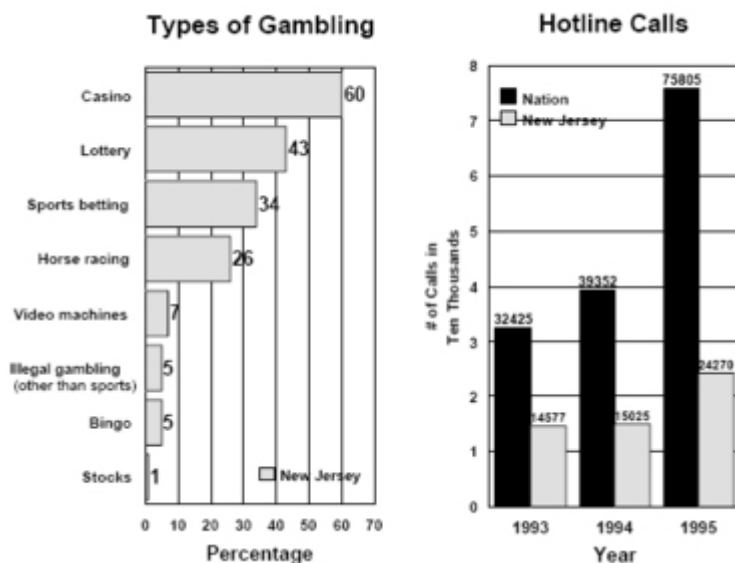 Types of Gambling
Casino
60
Lottery
43
Sports betting
34
Horse racing
26
Video machines
7
Illegal gambling
(other than sports)
5
Bingo
5
Stocks
1
New Jersey
0 10 20 30 40 50 60 70
Percentage
Hotline Calls
8
7
6
5
4
3
2
1
0
# of Calls in
Ten Thousands
Nation
New Jersey
32425
14577
39352
15025
75805
24270
1993 1994 1995
Year